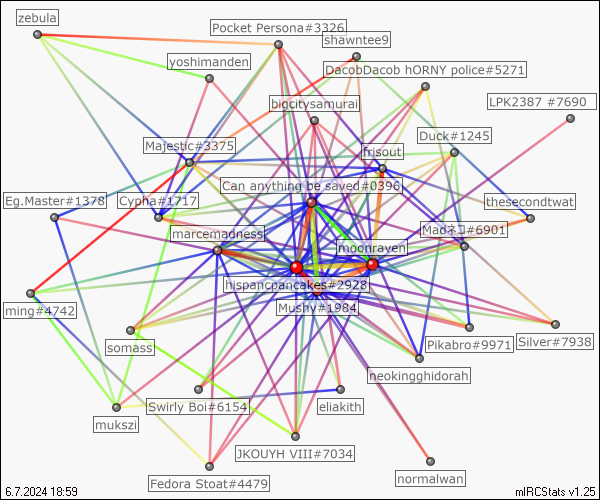 zebula
Pocket Persona#3326
shawntee9
yoshimanden
DacobDacob hORNY police#5271
bigcitysamurai
LPK2387 #7690
Majestic#3375
Duck#1245
frisout
Can anything be saved#0396
Eg.Master#1378
Cypha#1717
thesecondtwat
marcemadness
Madネコ#6901
moonraven
hispancpancakes#2928
ming#4742
Mushy#1984
somass
Pikabro#9971
Silver#7938
neokingghidorah
Swirly Boi#6154
eliakith
mukszi
JKOUYH VIII#7034
Fedora Stoat#4479
normalwan
6.7.2024 18:59
mIRCStats v1.25